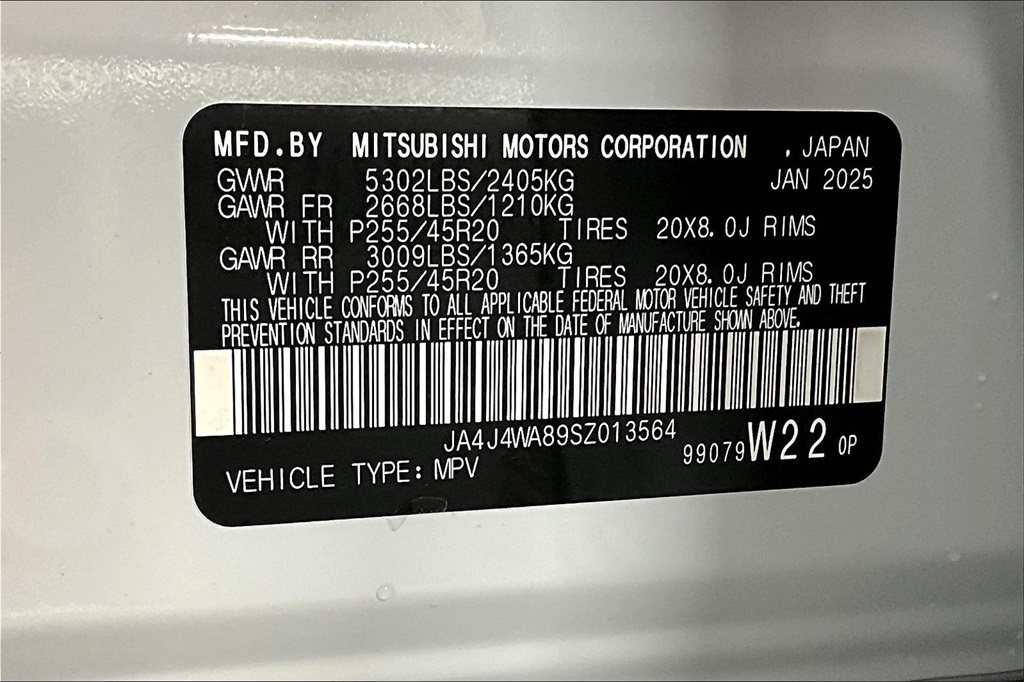 MFD.BY MITSUBISHI MOTORS CORPORATION , JAPAN
GVWR 5302LBS/2405KG JAN 2025
GAWR FR 2668LBS/1210KG
WITH P255/45R20 TIRES 20X8.0J RIMS
GAWR RR 3009LBS/1365KG
WITH P255/45R20 TIRES 20X8.0J RIMS
THIS VEHICLE CONFORMS TO ALL APPLICABLE FEDERAL MOTOR VEHICLE SAFETY AND THEFT
PREVENTION STANDARDS IN EFFECT ON THE DATE OF MANUFACTURE SHOWN ABOVE.
JA4J4WA89SZ013564
99079 W22 0P
VEHICLE TYPE: MPV